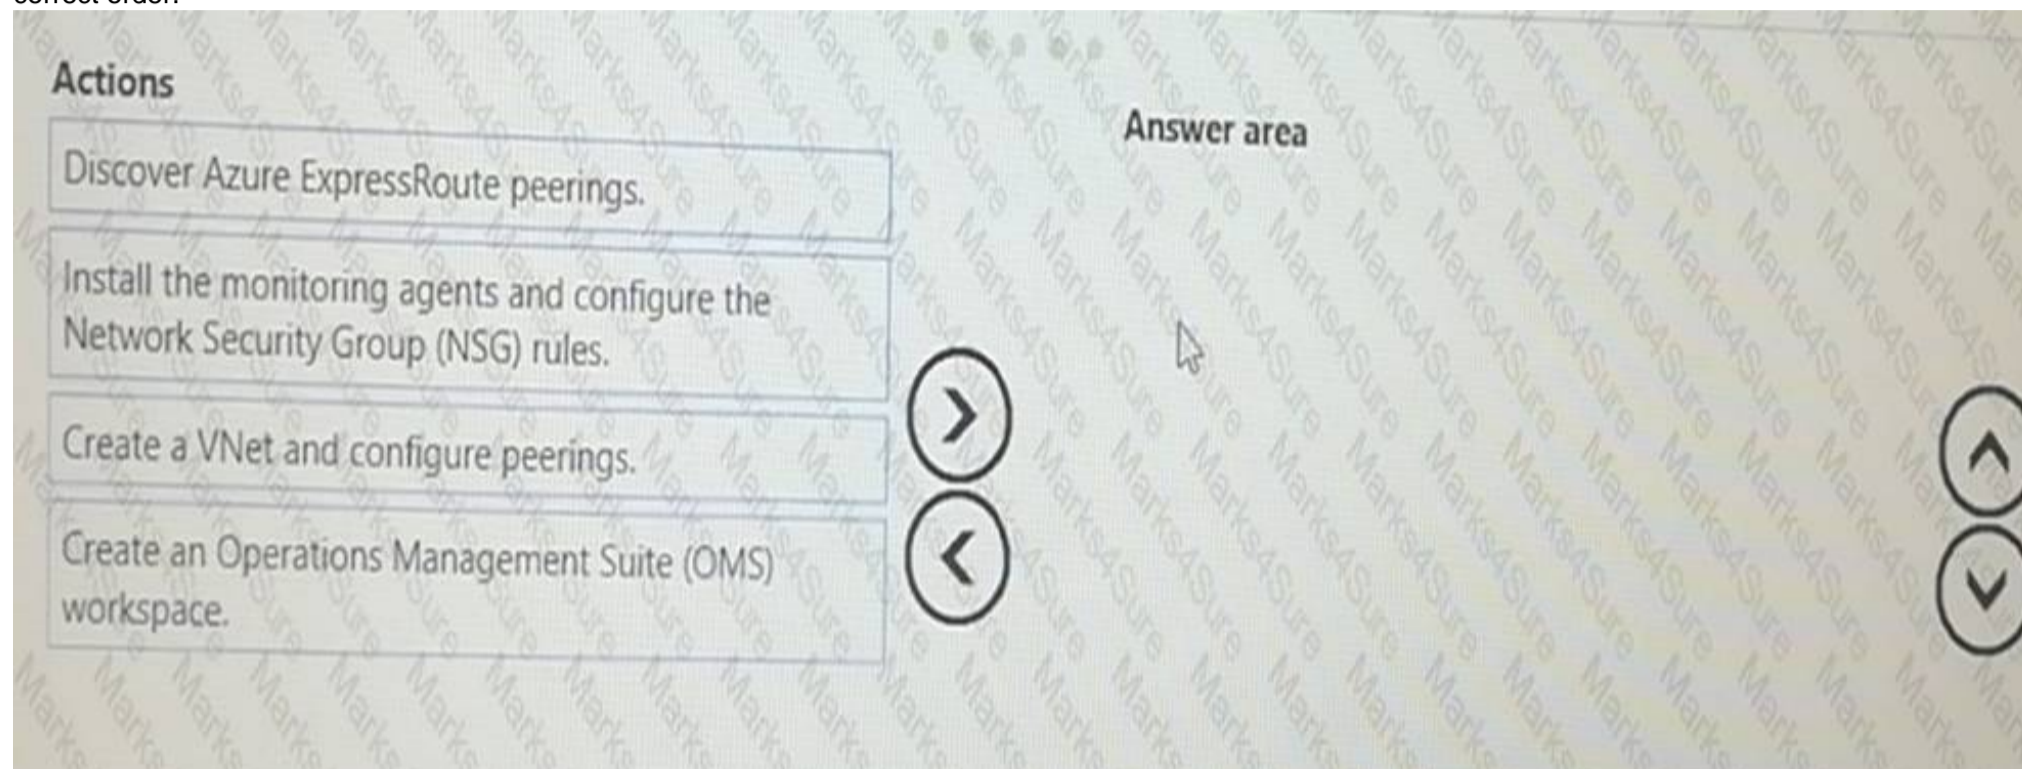 Actions
Answer area
Discover Azure ExpressRoute peerings.
Install the monitoring agents and configure the
Network Security Group (NSG) rules.
Create a VNet and configure peerings.
Create an Operations Management Suite (OMS)
workspace.
Marks4Sure